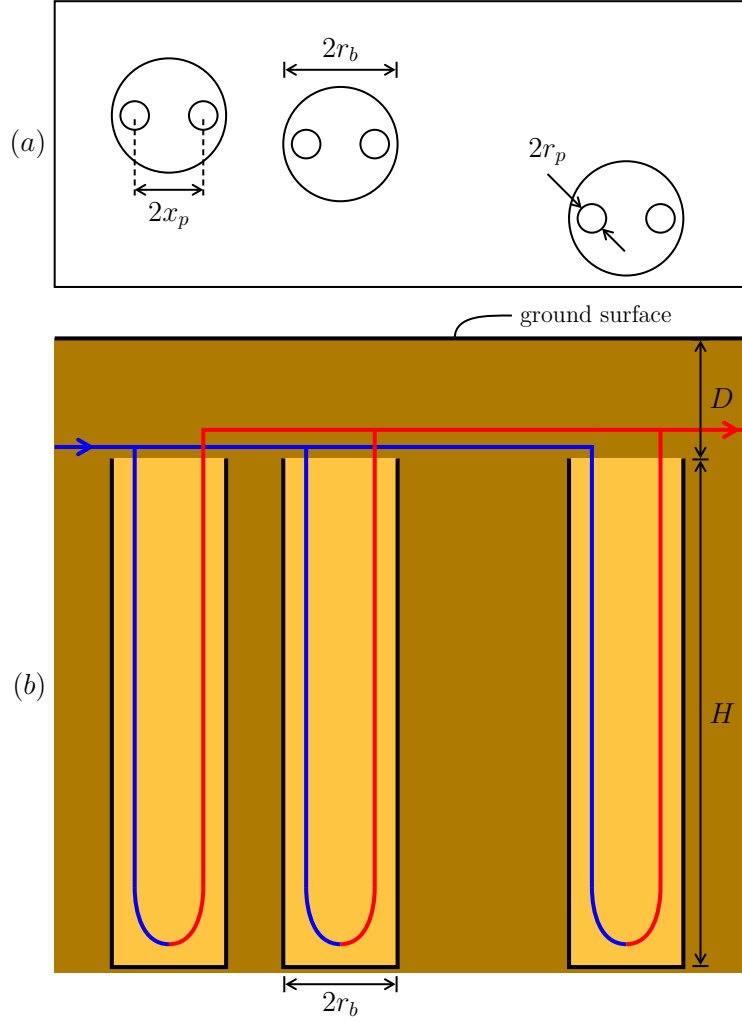 $2r_b$
$(a)$
$2r_p$
$2x_p$
ground surface
$D$
$(b)$
$H$
$2r_b$